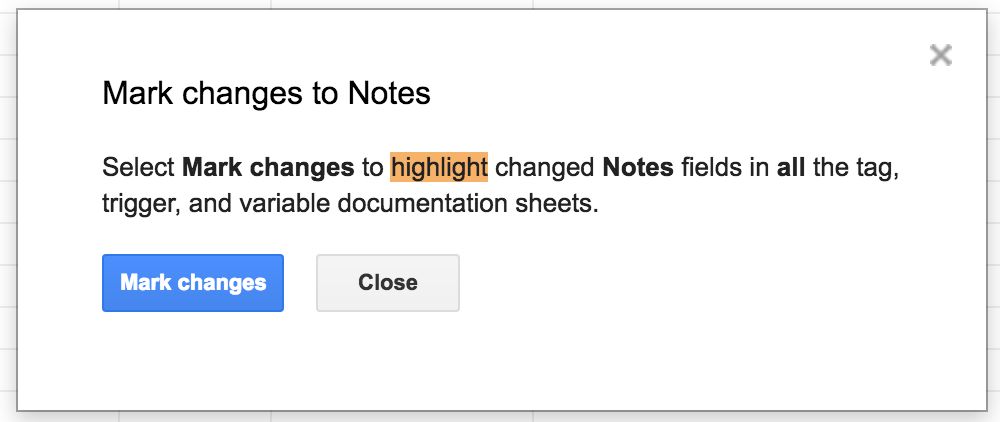 Mark changes to Notes
Select Mark changes to highlight changed Notes fields in all the tag,
trigger, and variable documentation sheets.
Mark changes
Close